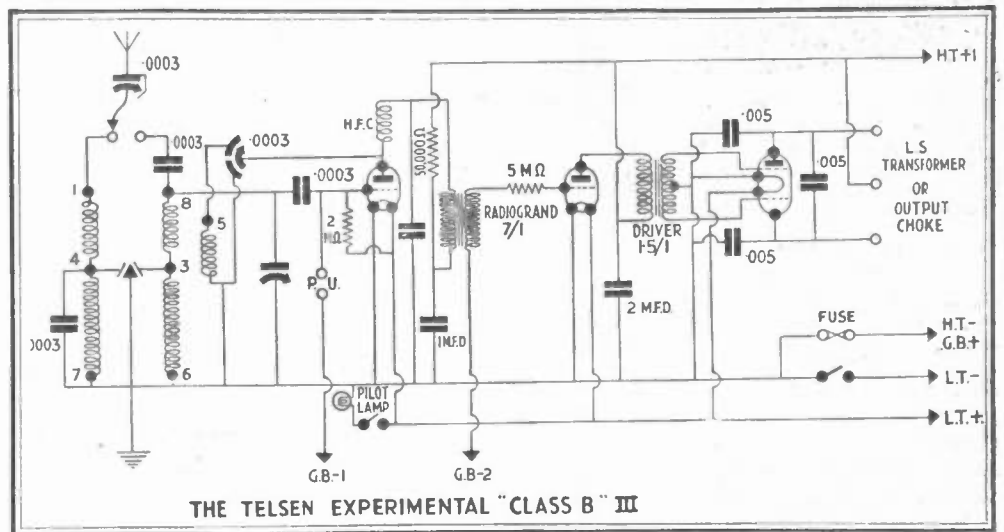 .0003
H.T+1
.0003
.0003
H.F.C
50,000Ω
.005
.0003
L.S
TRANSFORMER
OR
OUTPUT
CHOKE
.005
5 MΩ
1
8
5
2
MΩ
RADIOGRAND
7/1
DRIVER
1·5/1
.005
4
3
P.U.
2 M.F.D.
FUSE
H.T-
G.B+
.0003
1M.F.D
7
6
L.T.-
PILOT
LAMP
L.T.+
G.B.-1
G.B-2
THE TELSEN EXPERIMENTAL "CLASS B" III